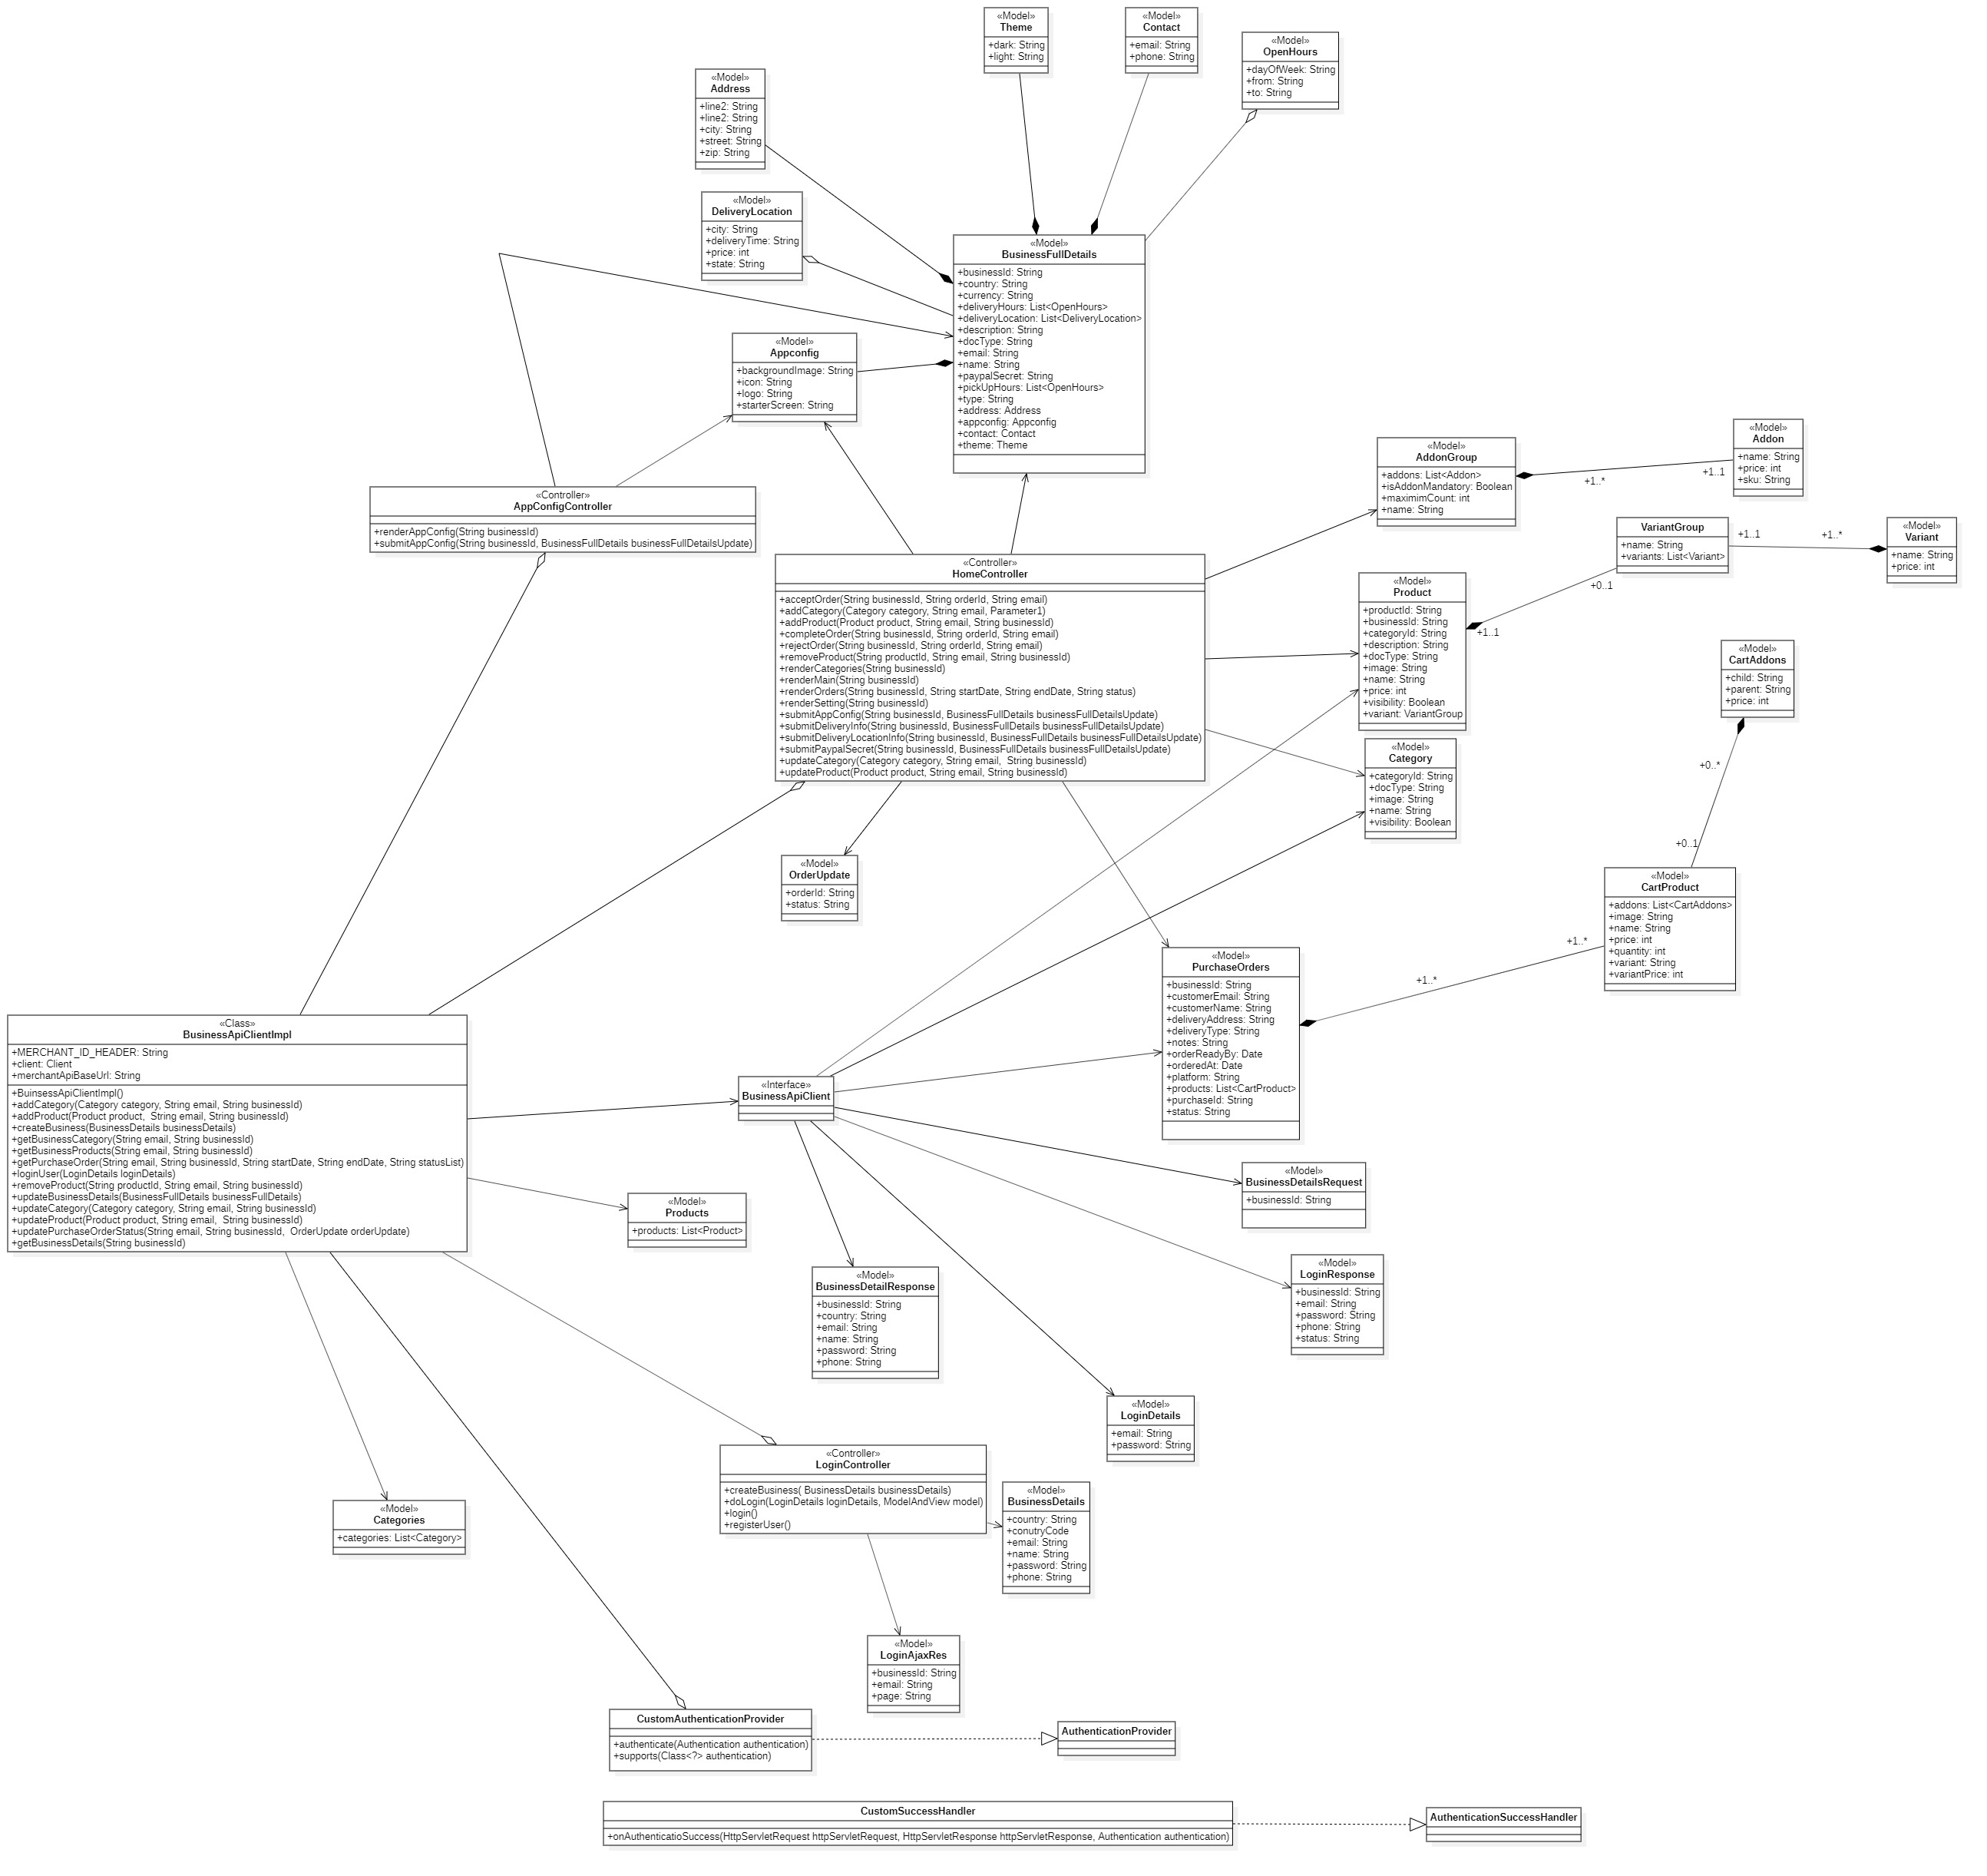 «Model»
Theme
+dark: String
+light: String
«Model»
Contact
+email: String
+phone: String
«Model»
OpenHours
+dayOfWeek: String
+from: String
+to: String
«Model»
Address
+line2: String
+line2: String
+city: String
+street: String
+zip: String
«Model»
DeliveryLocation
+city: String
+deliveryTime: String
+price: int
+state: String
«Model»
BusinessFullDetails
+businessId: String
+country: String
+currency: String
+deliveryHours: List<OpenHours>
+deliveryLocation: List<DeliveryLocation>
+description: String
+docType: String
+email: String
+name: String
+paypalSecret: String
+pickUpHours: List<OpenHours>
+type: String
+address: Address
+appconfig: Appconfig
+contact: Contact
+theme: Theme
«Model»
Appconfig
+backgroundImage: String
+icon: String
+logo: String
+starterScreen: String
«Controller»
AppConfigController
+renderAppConfig(String businessId)
+submitAppConfig(String businessId, BusinessFullDetails businessFullDetailsUpdate)
«Model»
AddonGroup
+addons: List<Addon>
+isAddonMandatory: Boolean
+maximimCount: int
+name: String
+1..*
+1..1
«Model»
Addon
+name: String
+price: int
+sku: String
VariantGroup
+name: String
+variants: List<Variant>
+1..1
+1..*
«Model»
Variant
+name: String
+price: int
«Controller»
HomeController
+acceptOrder(String businessId, String orderId, String email)
+addCategory(Category category, String email, Parameter1)
+addProduct(Product product, String email, String businessId)
+completeOrder(String businessId, String orderId, String email)
+rejectOrder(String businessId, String orderId, String email)
+removeProduct(String productId, String email, String businessId)
+renderCategories(String businessId)
+renderMain(String businessId)
+renderOrders(String businessId, String startDate, String endDate, String status)
+renderSetting(String businessId)
+submitAppConfig(String businessId, BusinessFullDetails businessFullDetailsUpdate)
+submitDeliveryInfo(String businessId, BusinessFullDetails businessFullDetailsUpdate)
+submitDeliveryLocationInfo(String businessId, BusinessFullDetails businessFullDetailsUpdate)
+submitPaypalSecret(String businessId, BusinessFullDetails businessFullDetailsUpdate)
+updateCategory(Category category, String email,  String businessId)
+updateProduct(Product product, String email, String businessId)
«Model»
Product
+productId: String
+businessId: String
+categoryId: String
+description: String
+docType: String
+image: String
+name: String
+price: int
+visibility: Boolean
+variant: VariantGroup
+0..1
+1..1
«Model»
CartAddons
+child: String
+parent: String
+price: int
+0..*
+0..1
«Model»
Category
+categoryId: String
+docType: String
+image: String
+name: String
+visibility: Boolean
«Model»
OrderUpdate
+orderId: String
+status: String
«Model»
CartProduct
+addons: List<CartAddons>
+image: String
+name: String
+price: int
+quantity: int
+variant: String
+variantPrice: int
+1..*
+1..*
«Model»
PurchaseOrders
+businessId: String
+customerEmail: String
+customerName: String
+deliveryAddress: String
+deliveryType: String
+notes: String
+orderReadyBy: Date
+orderedAt: Date
+platform: String
+products: List<CartProduct>
+purchaseId: String
+status: String
«Class»
BusinessApiClientImpl
+MERCHANT_ID_HEADER: String
+client: Client
+merchantApiBaseUrl: String
+BuinsessApiClientImpl()
+addCategory(Category category, String email, String businessId)
+addProduct(Product product,  String email, String businessId)
+createBusiness(BusinessDetails businessDetails)
+getBusinessCategory(String email, String businessId)
+getBusinessProducts(String email, String businessId)
+getPurchaseOrder(String email, String businessId, String startDate, String endDate, String statusList)
+loginUser(LoginDetails loginDetails)
+removeProduct(String productId, String email, String businessId)
+updateBusinessDetails(BusinessFullDetails businessFullDetails)
+updateCategory(Category category, String email, String businessId)
+updateProduct(Product product, String email,  String businessId)
+updatePurchaseOrderStatus(String email, String businessId,  OrderUpdate orderUpdate)
+getBusinessDetails(String businessId)
«Interface»
BusinessApiClient
«Model»
Products
+products: List<Product>
«Model»
BusinessDetailsRequest
+businessId: String
«Model»
BusinessDetailResponse
+businessId: String
+country: String
+email: String
+name: String
+password: String
+phone: String
«Model»
LoginResponse
+businessId: String
+email: String
+password: String
+phone: String
+status: String
«Model»
LoginDetails
+email: String
+password: String
«Controller»
LoginController
+createBusiness( BusinessDetails businessDetails)
+doLogin(LoginDetails loginDetails, ModelAndView model)
+login()
+registerUser()
«Model»
BusinessDetails
+country: String
+conutryCode
+email: String
+name: String
+password: String
+phone: String
«Model»
Categories
+categories: List<Category>
«Model»
LoginAjaxRes
+businessId: String
+email: String
+page: String
CustomAuthenticationProvider
+authenticate(Authentication authentication)
+supports(Class<?> authentication)
AuthenticationProvider
CustomSuccessHandler
+onAuthenticatioSuccess(HttpServletRequest httpServletRequest, HttpServletResponse httpServletResponse, Authentication authentication)
AuthenticationSuccessHandler